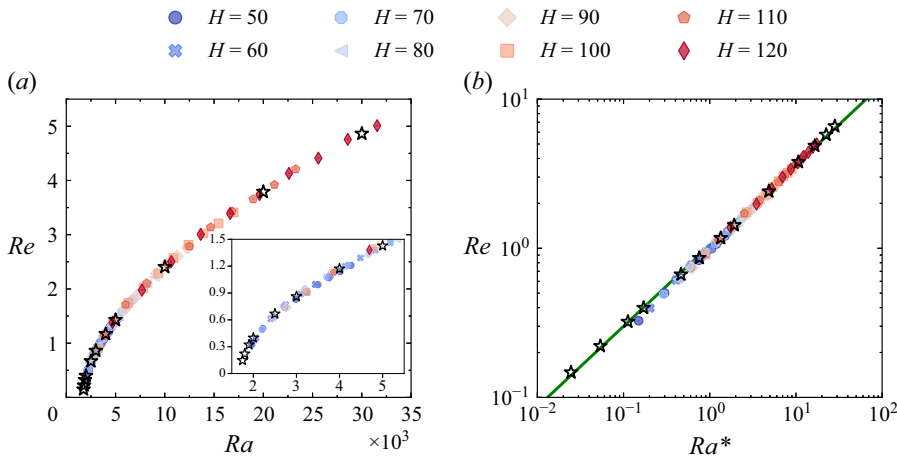 H = 50 H = 70 H = 90 H = 110
H = 60 H = 80 H = 100 H = 120
(a) (b)
5
4
3
2
1
0
Re
5 10 15 20 25 30 35
×10³
Ra
1.5
1.2
0.9
0.6
0.3
0
2 3 4 5
10¹
10⁰
10⁻¹
Re
10⁻² 10⁻¹ 10⁰ 10¹ 10²
Ra*